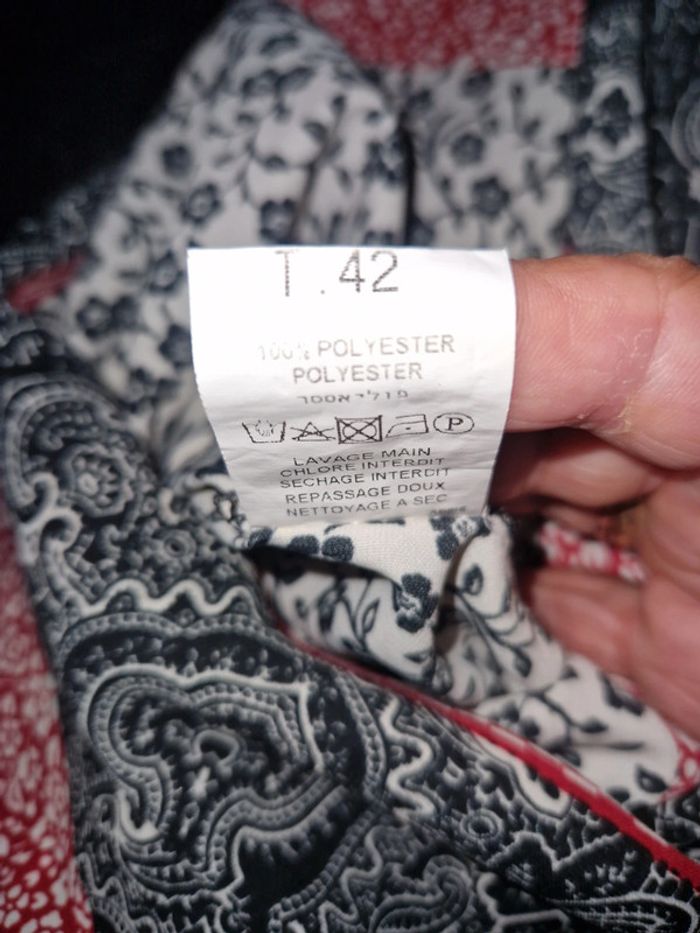 T. 42
100% POLYESTER
POLYESTER
פוליאסטר
P
LAVAGE MAIN
CHLORE INTERDIT
SECHAGE INTERDIT
REPASSAGE DOUX
NETTOYAGE A SEC